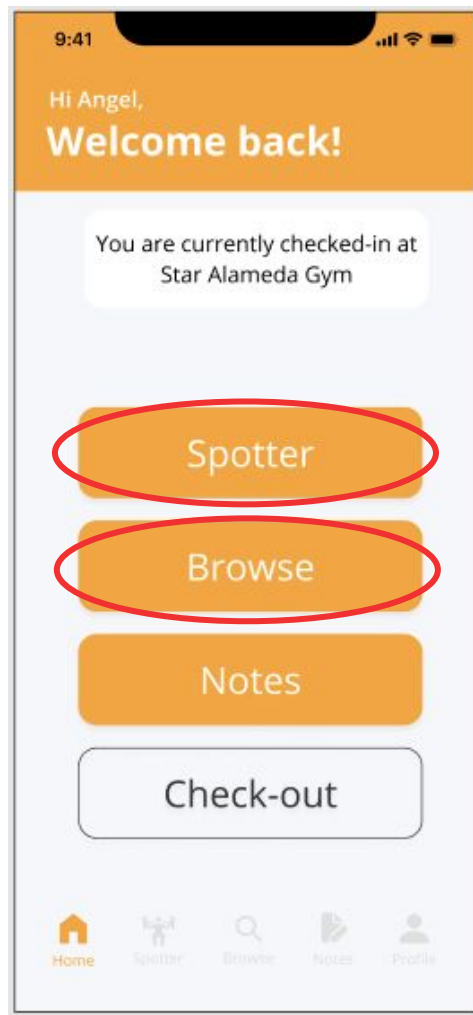 9:41
Hi Angel,
Welcome back!
You are currently checked-in at
Star Alameda Gym
Spotter
Browse
Notes
Check-out
Home Spotter Browse Notes Profile